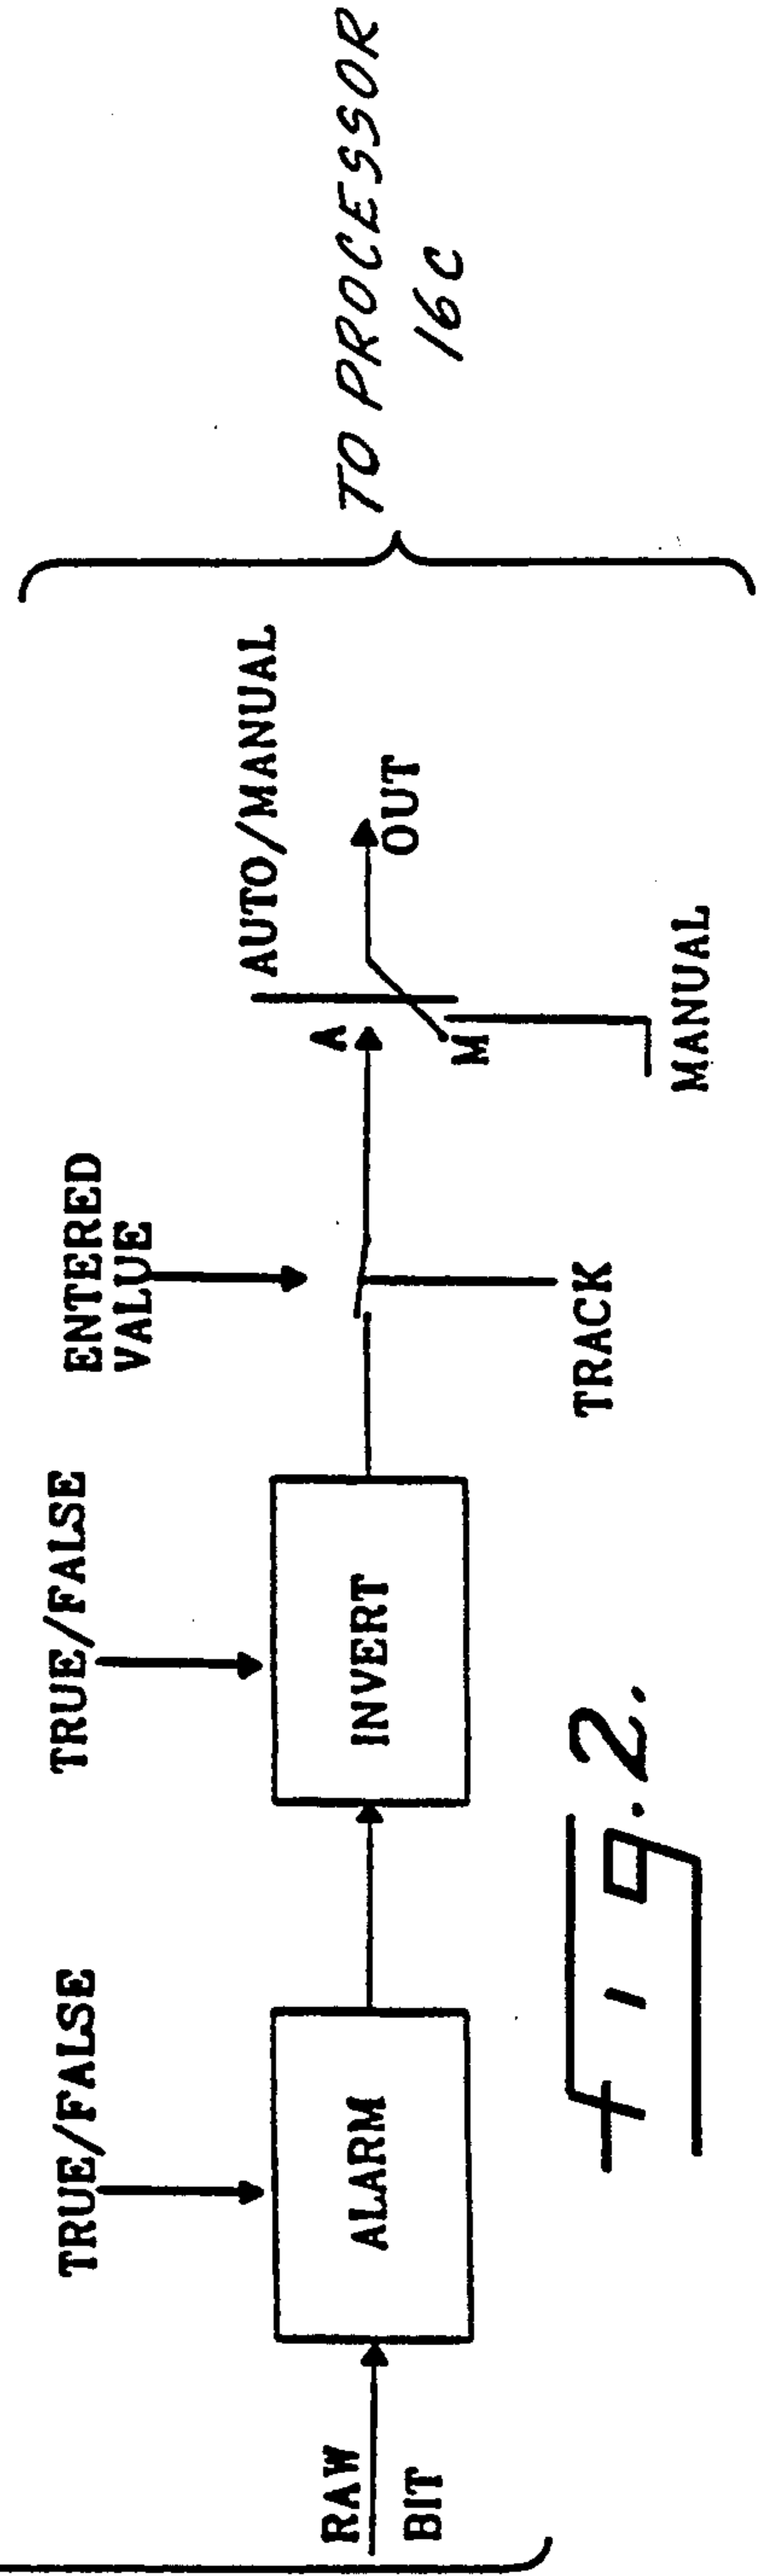 RAW
BIT
TRUE/FALSE
ALARM
TRUE/FALSE
INVERT
ENTERED
VALUE
TRACK
A
M
AUTO/MANUAL
OUT
MANUAL
TO PROCESSOR
16C
Fig. 2.